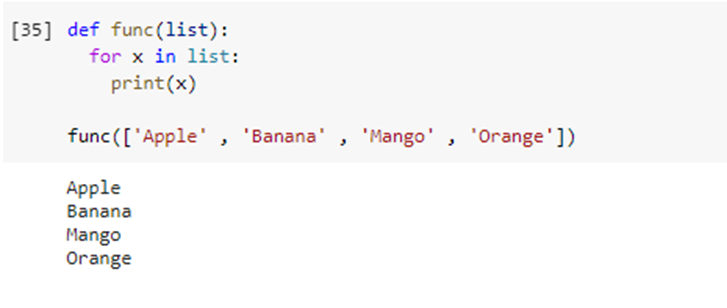 [35] def func(list):
for x in list:
print(x)
func(['Apple' , 'Banana' , 'Mango' , 'Orange'])
Apple
Banana
Mango
Orange